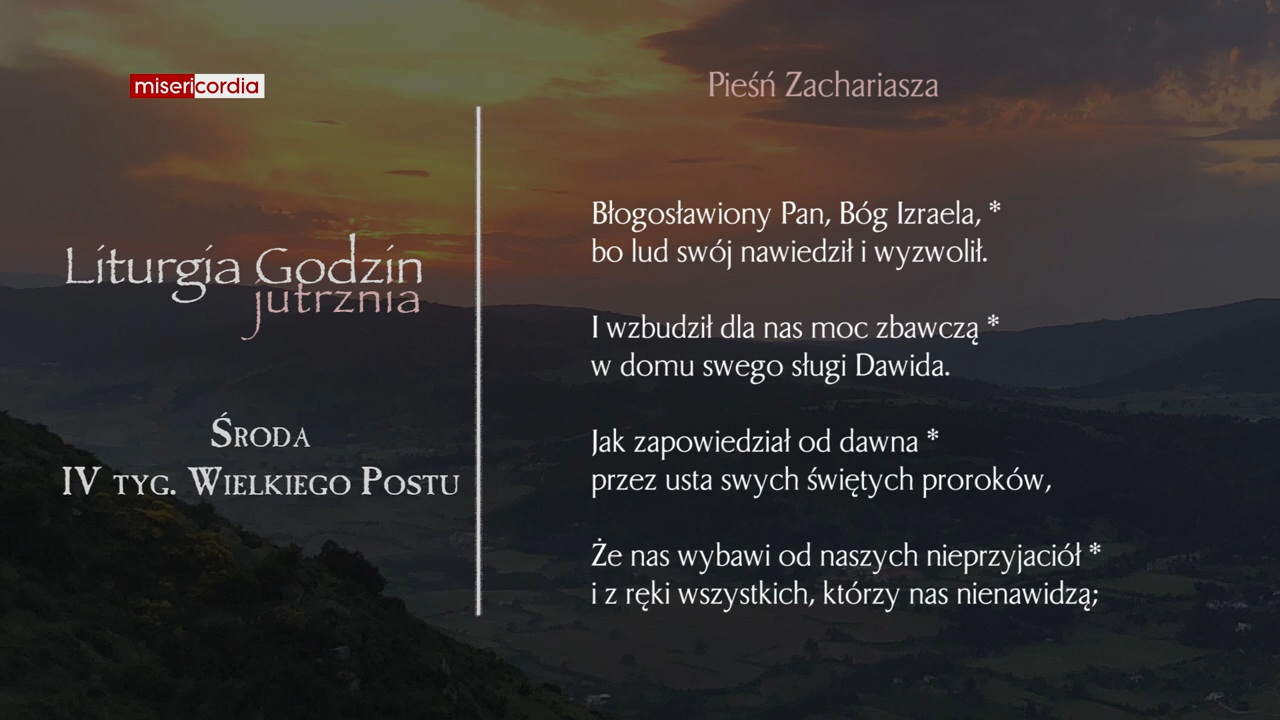 misericordia
Liturgia Godzin
jutrznia
Środa
IV tyg. Wielkiego Postu
Pieśń Zachariasza
Błogosławiony Pan, Bóg Izraela, *
bo lud swój nawiedził i wyzwolił.
I wzbudził dla nas moc zbawczą *
w domu swego sługi Dawida.
Jak zapowiedział od dawna *
przez usta swych świętych proroków,
Że nas wybawi od naszych nieprzyjaciół *
i z ręki wszystkich, którzy nas nienawidzą;